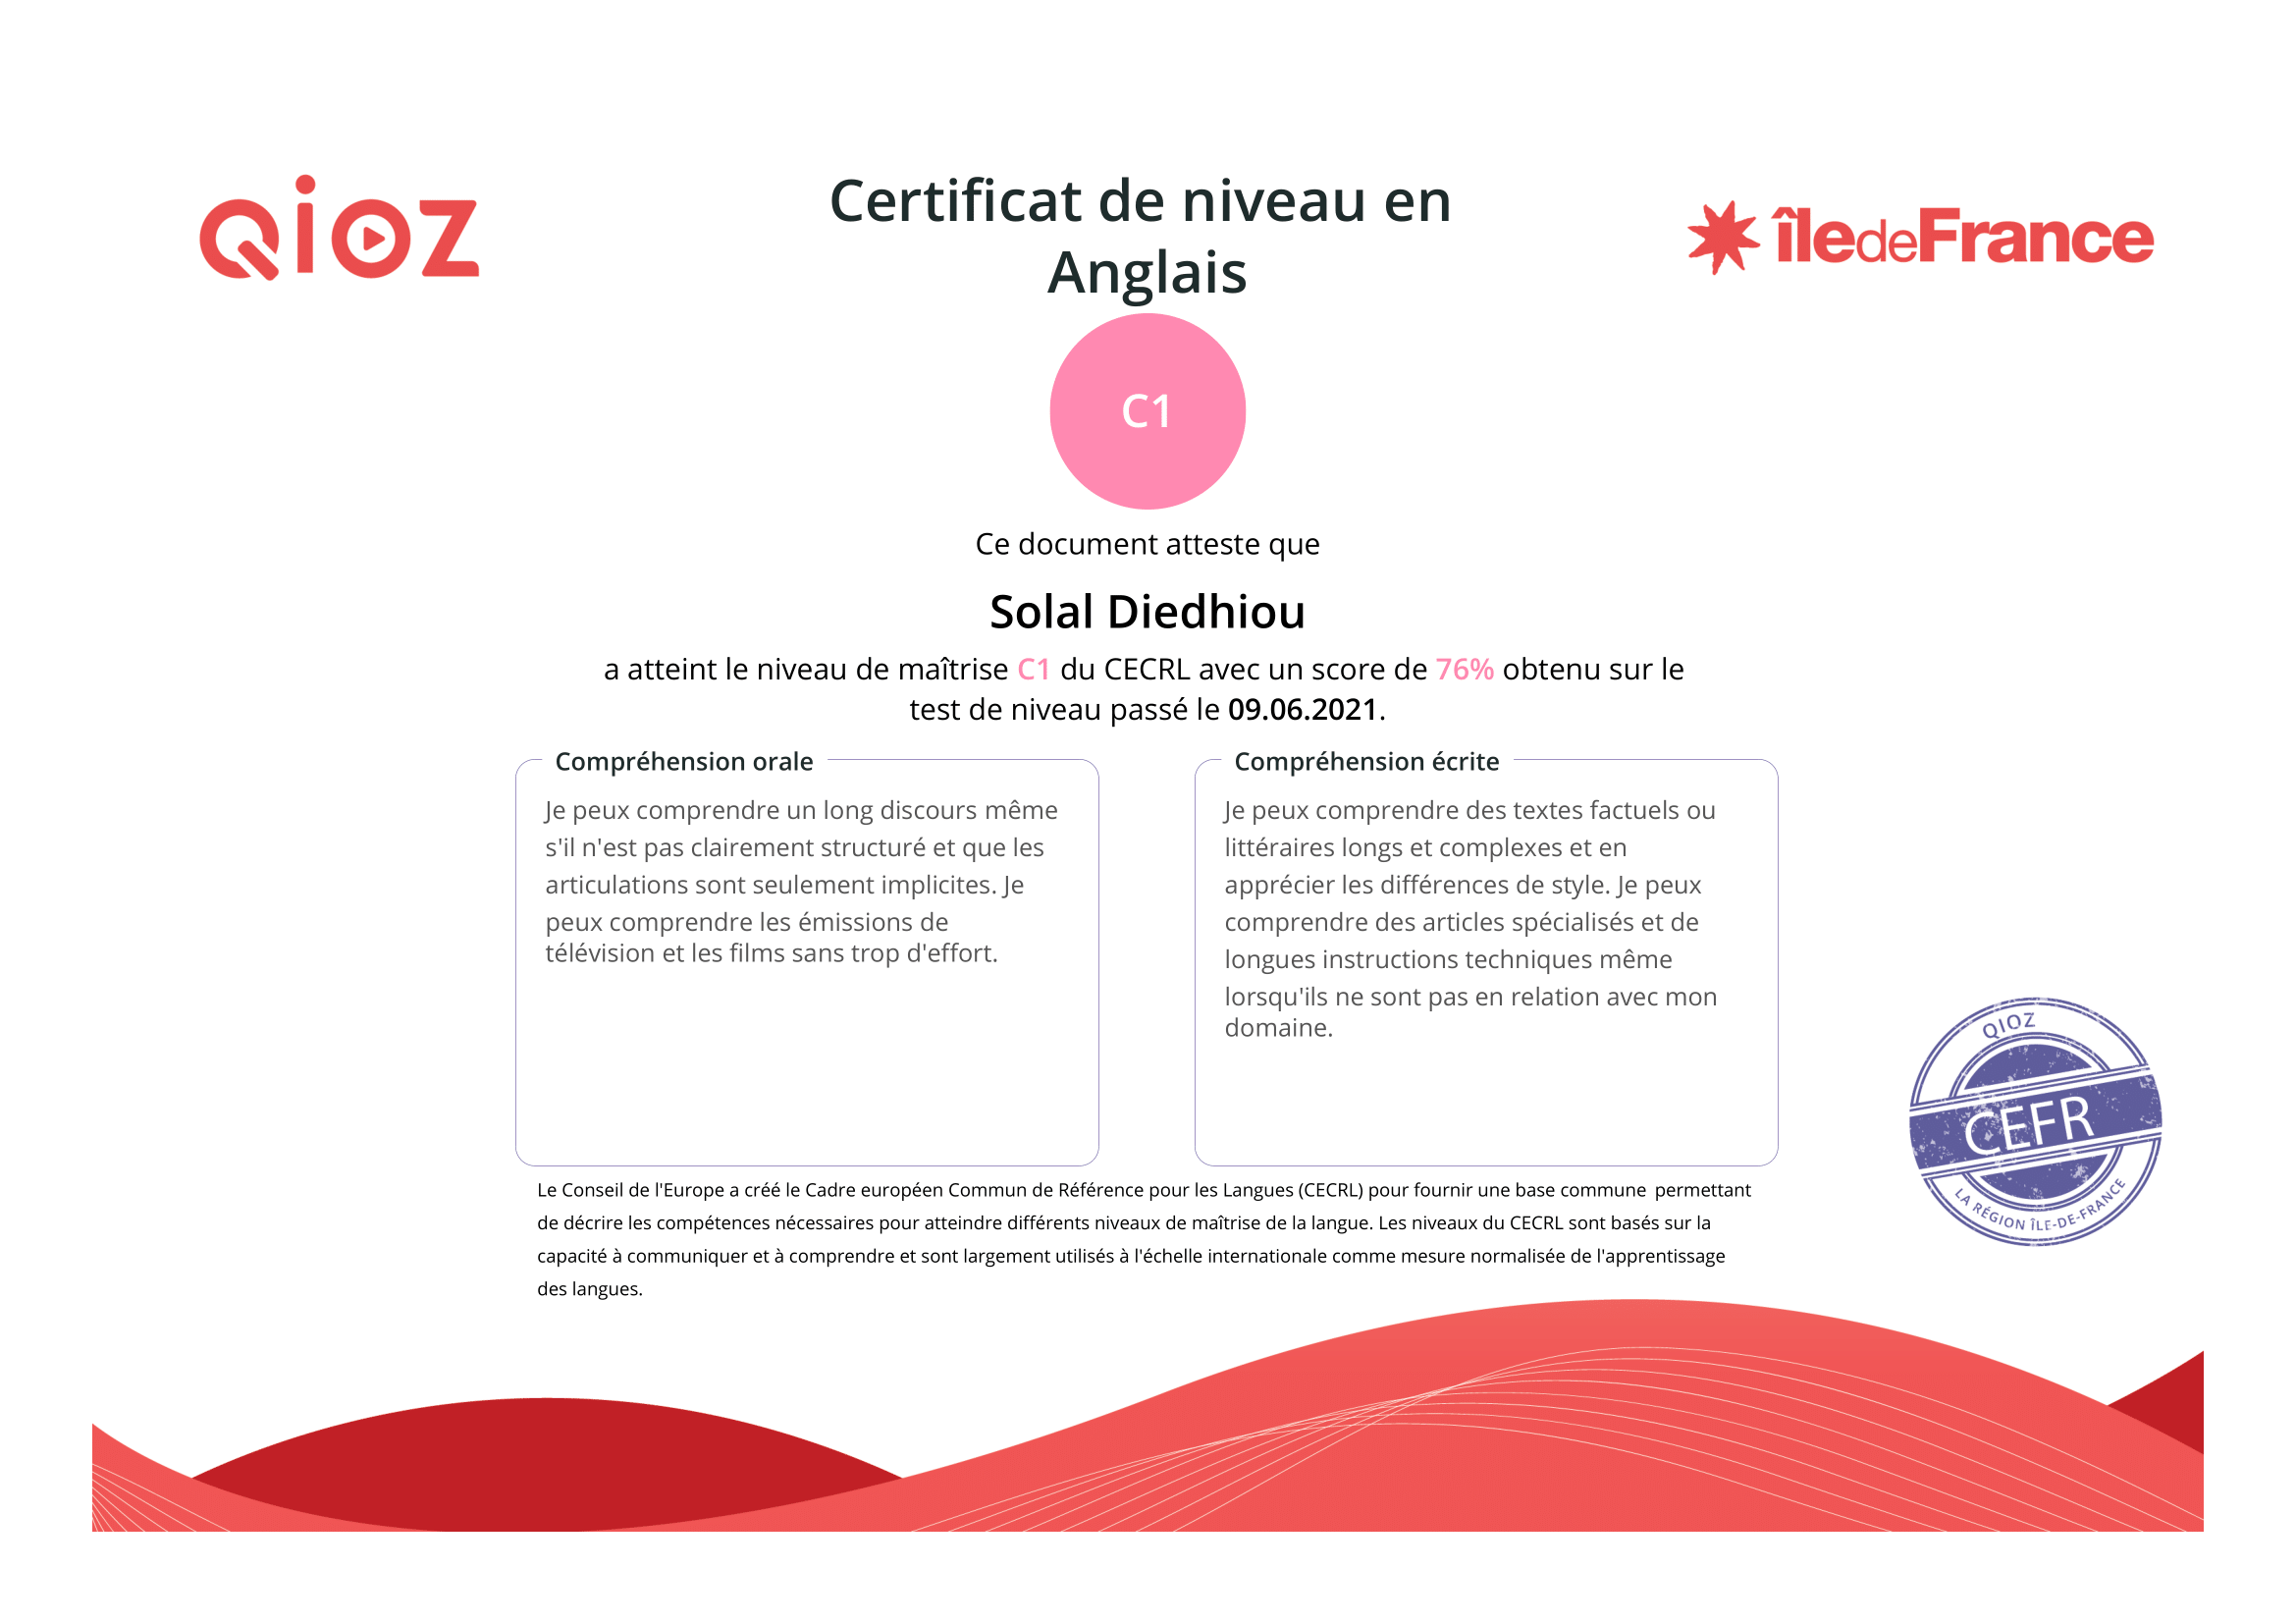 QiOZ
Certificat de niveau en
Anglais
îledeFrance
C1
Ce document atteste que
Solal Diedhiou
a atteint le niveau de maîtrise C1 du CECRL avec un score de 76% obtenu sur le
test de niveau passé le 09.06.2021.
Compréhension orale
Je peux comprendre un long discours même
s'il n'est pas clairement structuré et que les
articulations sont seulement implicites. Je
peux comprendre les émissions de
télévision et les films sans trop d'effort.
Compréhension écrite
Je peux comprendre des textes factuels ou
littéraires longs et complexes et en
apprécier les différences de style. Je peux
comprendre des articles spécialisés et de
longues instructions techniques même
lorsqu'ils ne sont pas en relation avec mon
domaine.
QIOZ
CEFR
LA RÉGION ÎLE-DE-FRANCE
Le Conseil de l'Europe a créé le Cadre européen Commun de Référence pour les Langues (CECRL) pour fournir une base commune permettant
de décrire les compétences nécessaires pour atteindre différents niveaux de maîtrise de la langue. Les niveaux du CECRL sont basés sur la
capacité à communiquer et à comprendre et sont largement utilisés à l'échelle internationale comme mesure normalisée de l'apprentissage
des langues.